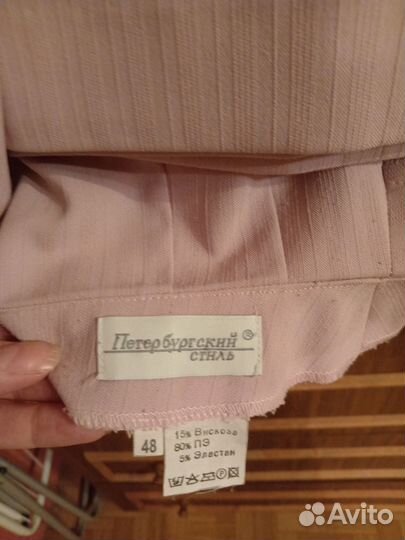 Петербургский ®
СТИЛЬ
48
15% Вискоза
80% ПЭ
5% Эластан
Avito